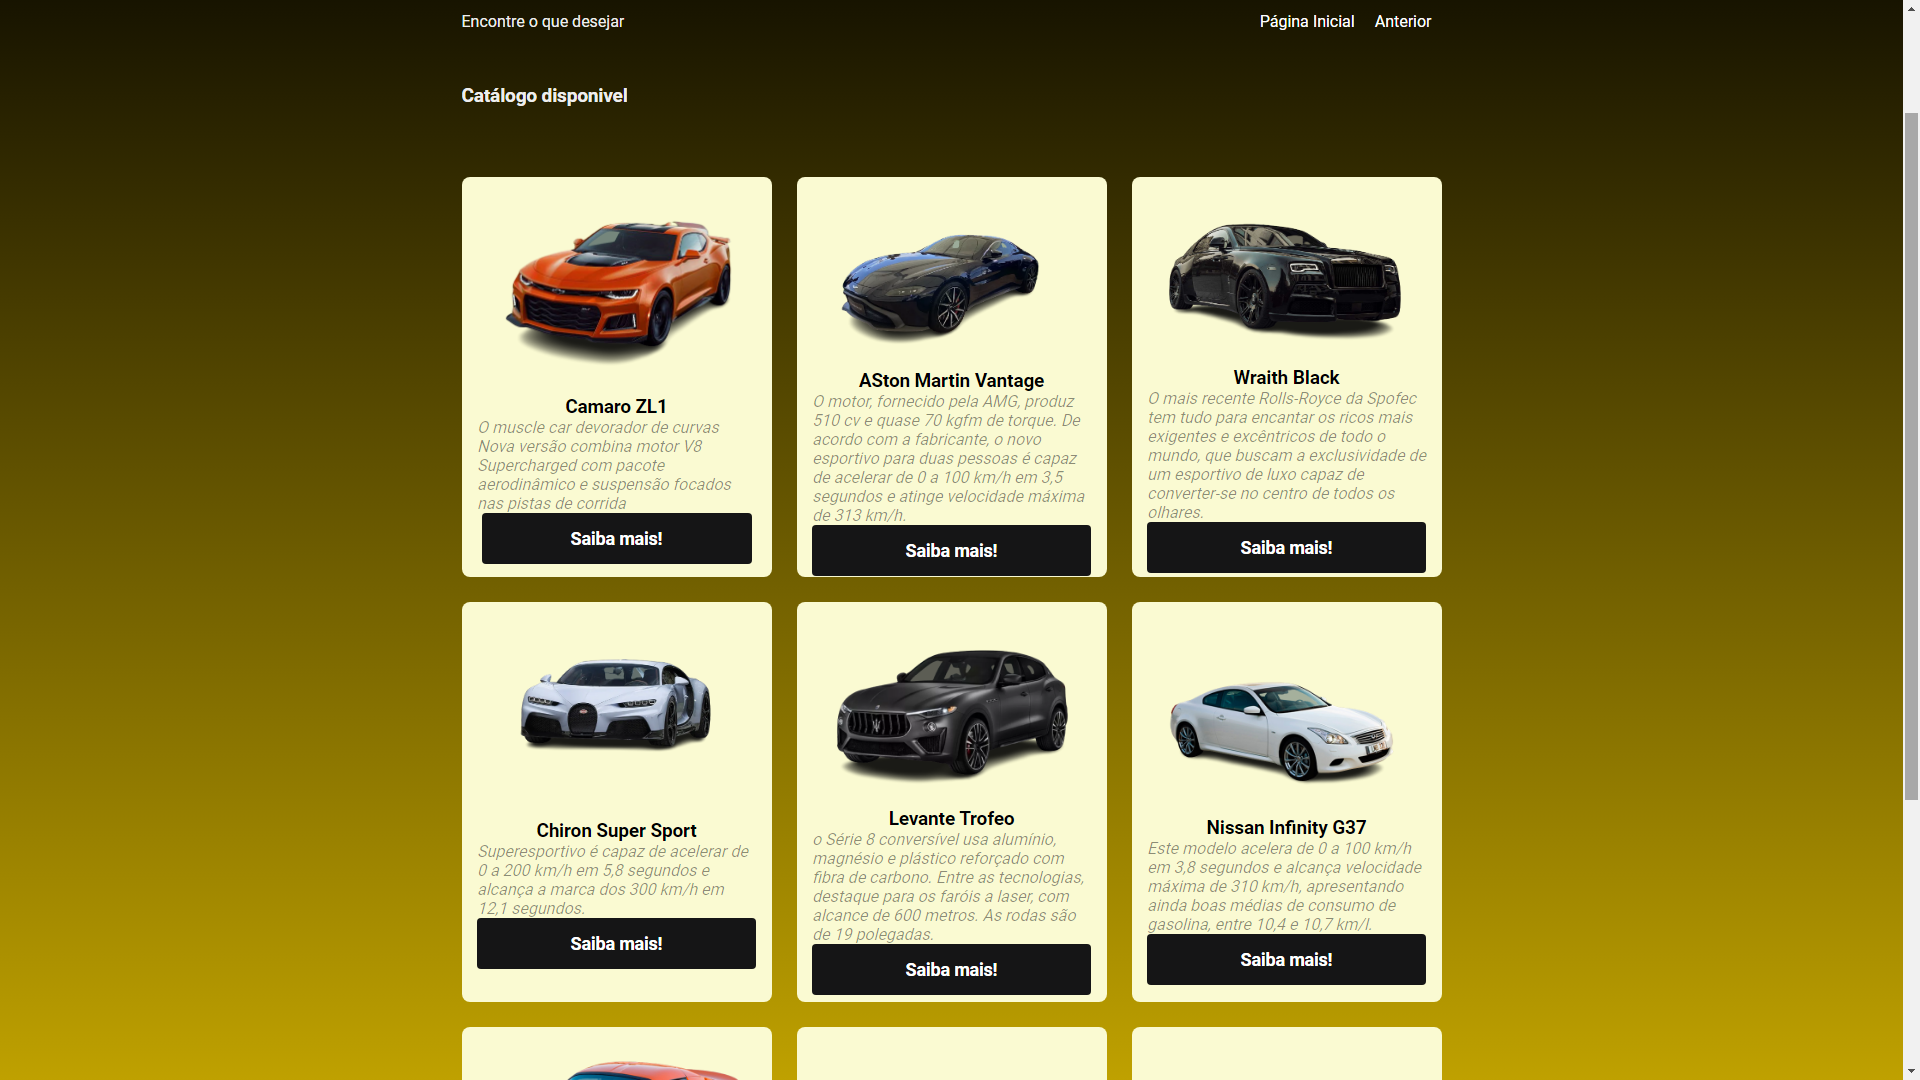 Encontre o que desejar
Página Inicial Anterior
Catálogo disponivel
Camaro ZL1
O muscle car devorador de curvas
Nova versão combina motor V8
Supercharged com pacote
aerodinâmico e suspensão focados
nas pistas de corrida
Saiba mais!
ASton Martin Vantage
O motor, fornecido pela AMG, produz
510 cv e quase 70 kgfm de torque. De
acordo com a fabricante, o novo
esportivo para duas pessoas é capaz
de acelerar de 0 a 100 km/h em 3,5
segundos e atinge velocidade máxima
de 313 km/h.
Saiba mais!
Wraith Black
O mais recente Rolls-Royce da Spofec
tem tudo para encantar os ricos mais
exigentes e excêntricos de todo o
mundo, que buscam a exclusividade de
um esportivo de luxo capaz de
converter-se no centro de todos os
olhares.
Saiba mais!
Chiron Super Sport
Superesportivo é capaz de acelerar de
0 a 200 km/h em 5,8 segundos e
alcança a marca dos 300 km/h em
12,1 segundos.
Saiba mais!
Levante Trofeo
o Série 8 conversível usa alumínio,
magnésio e plástico reforçado com
fibra de carbono. Entre as tecnologias,
destaque para os faróis a laser, com
alcance de 600 metros. As rodas são
de 19 polegadas.
Saiba mais!
Nissan Infinity G37
Este modelo acelera de 0 a 100 km/h
em 3,8 segundos e alcança velocidade
máxima de 310 km/h, apresentando
ainda boas médias de consumo de
gasolina, entre 10,4 e 10,7 km/l.
Saiba mais!